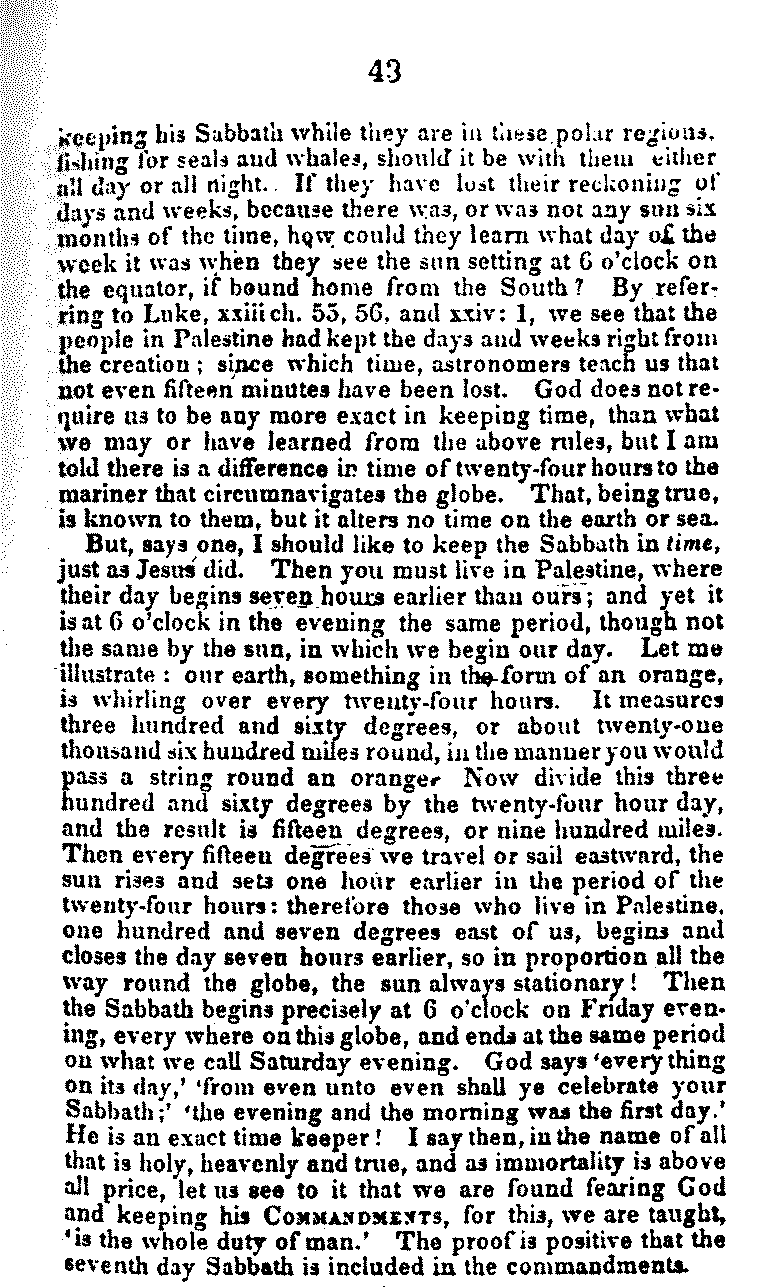 43
keeping his Sabbath while they are in these polar regions,
fishing for seals and whales, should it be with them either
all day or all night. If they have lost their reckoning of
days and weeks, because there was, or was not any sun six
months of the time, how could they learn what day of the
week it was when they see the sun setting at 6 o'clock on
the equator, if bound home from the South? By refer-
ring to Luke, xxiii ch. 55, 56, and xxiv: 1, we see that the
people in Palestine had kept the days and weeks right from
the creation; since which time, astronomers teach us that
not even fifteen minutes have been lost. God does not re-
quire us to be any more exact in keeping time, than what
we may or have learned from the above rules, but I am
told there is a difference in time of twenty-four hours to the
mariner that circumnavigates the globe. That, being true,
is known to them, but it alters no time on the earth or sea.
But, says one, I should like to keep the Sabbath in time,
just as Jesus did. Then you must live in Palestine, where
their day begins seven hours earlier than ours; and yet it
is at 6 o'clock in the evening the same period, though not
the same by the sun, in which we begin our day. Let me
illustrate: our earth, something in the form of an orange,
is whirling over every twenty-four hours. It measures
three hundred and sixty degrees, or about twenty-one
thousand six hundred miles round, in the manner you would
pass a string round an orange. Now divide this three
hundred and sixty degrees by the twenty-four hour day,
and the result is fifteen degrees, or nine hundred miles.
Then every fifteen degrees we travel or sail eastward, the
sun rises and sets one hour earlier in the period of the
twenty-four hours: therefore those who live in Palestine,
one hundred and seven degrees east of us, begins and
closes the day seven hours earlier, so in proportion all the
way round the globe, the sun always stationary! Then
the Sabbath begins precisely at 6 o'clock on Friday even-
ing, every where on this globe, and ends at the same period
on what we call Saturday evening. God says 'every thing
on its day,' 'from even unto even shall ye celebrate your
Sabbath;' 'the evening and the morning was the first day.'
He is an exact time keeper! I say then, in the name of all
that is holy, heavenly and true, and as immortality is above
all price, let us see to it that we are found fearing God
and keeping his COMMANDMENTS, for this, we are taught,
'is the whole duty of man.' The proof is positive that the
seventh day Sabbath is included in the commandments.